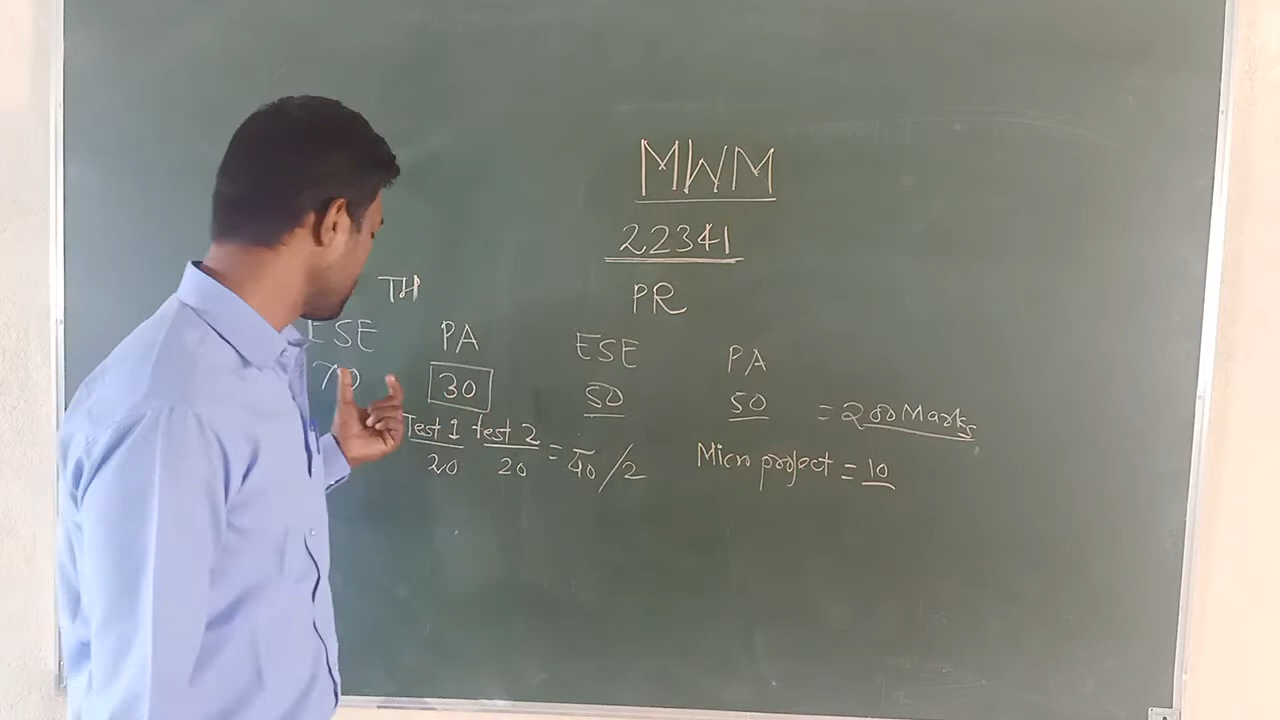 MWM
22341
TH PR
ESE PA ESE PA
70 30 50 50 = 200 Marks
Test 1 test 2 = 40/2 Micro project = 10
20 20